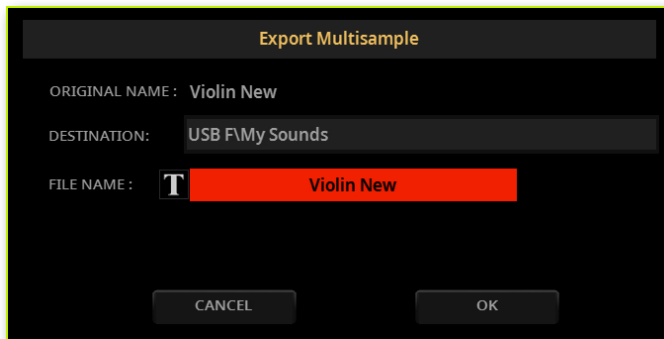 Export Multisample
ORIGINAL NAME : Violin New
DESTINATION: USB F\My Sounds
FILE NAME : T Violin New
CANCEL OK